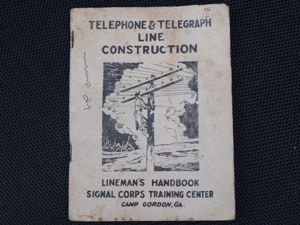 TELEPHONE & TELEGRAPH
LINE
CONSTRUCTION
LINEMAN'S HANDBOOK
SIGNAL CORPS TRAINING CENTER
CAMP GORDON, GA.